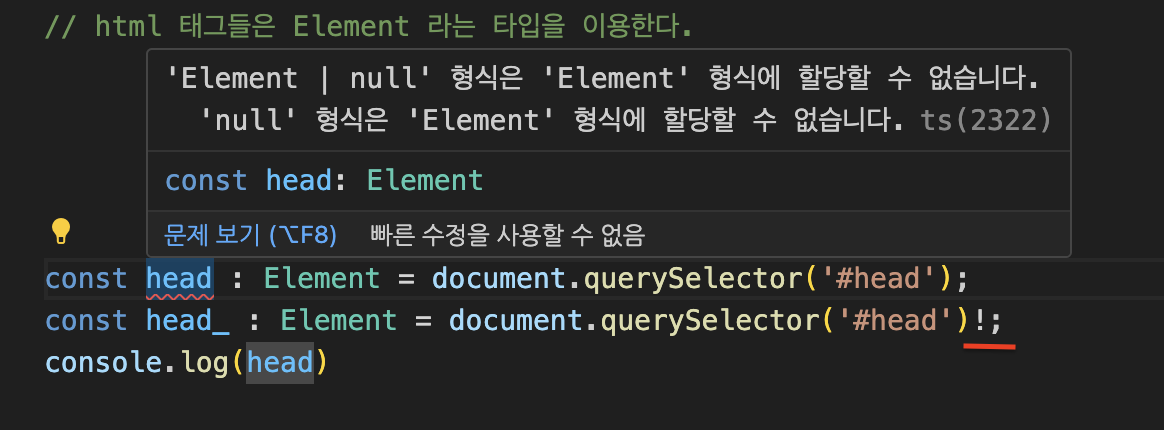 // html 태그들은 Element 라는 타입을 이용한다.
'Element | null' 형식은 'Element' 형식에 할당할 수 없습니다.
'null' 형식은 'Element' 형식에 할당할 수 없습니다. ts(2322)
const head: Element
문제 보기 (⌥F8) 빠른 수정을 사용할 수 없음
const head : Element = document.querySelector('#head');
const head_ : Element = document.querySelector('#head')!;
console.log(head)